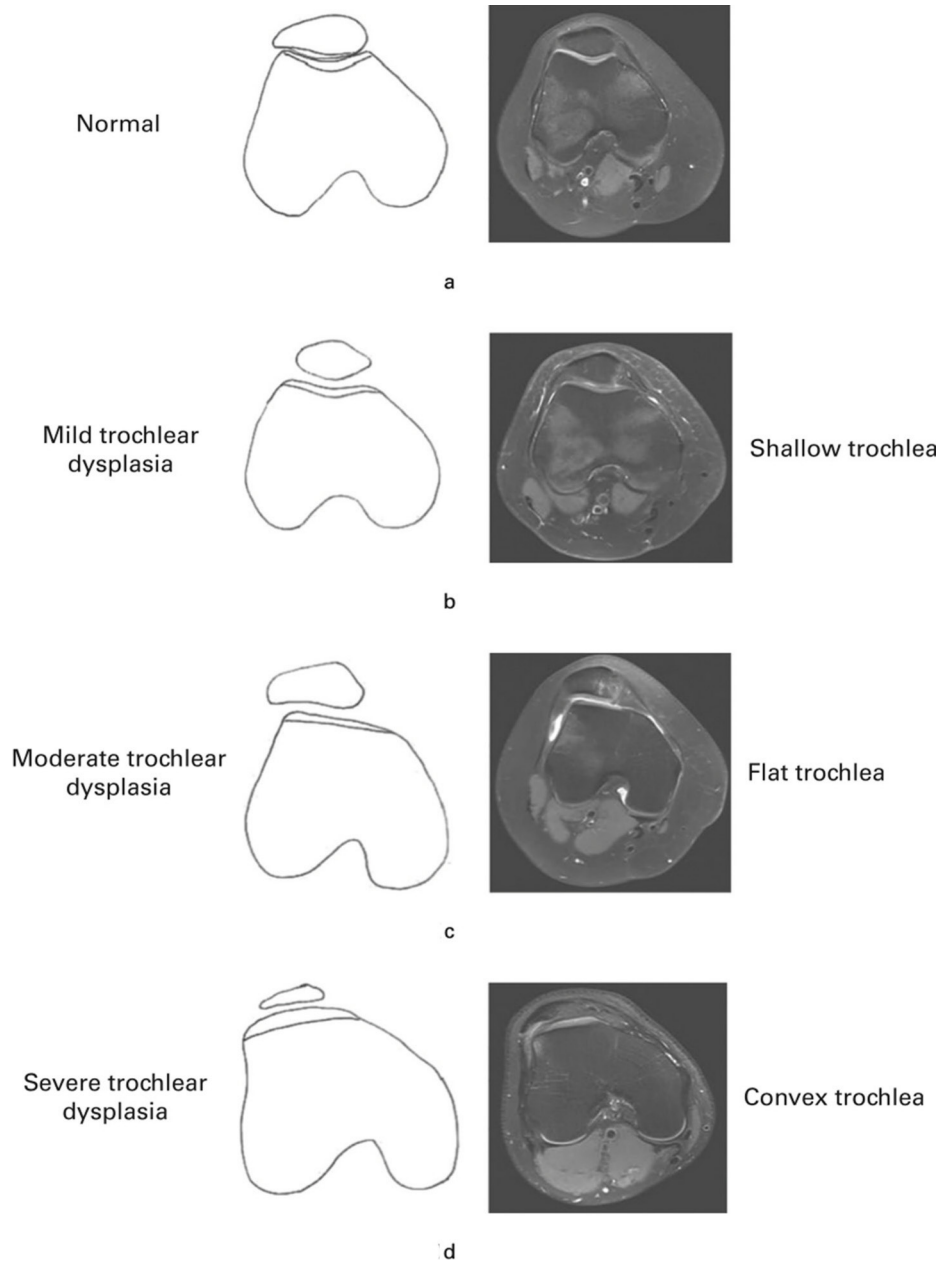 Normal
a
Mild trochlear
dysplasia
Shallow trochlea
b
Moderate trochlear
dysplasia
Flat trochlea
c
Severe trochlear
dysplasia
Convex trochlea
d